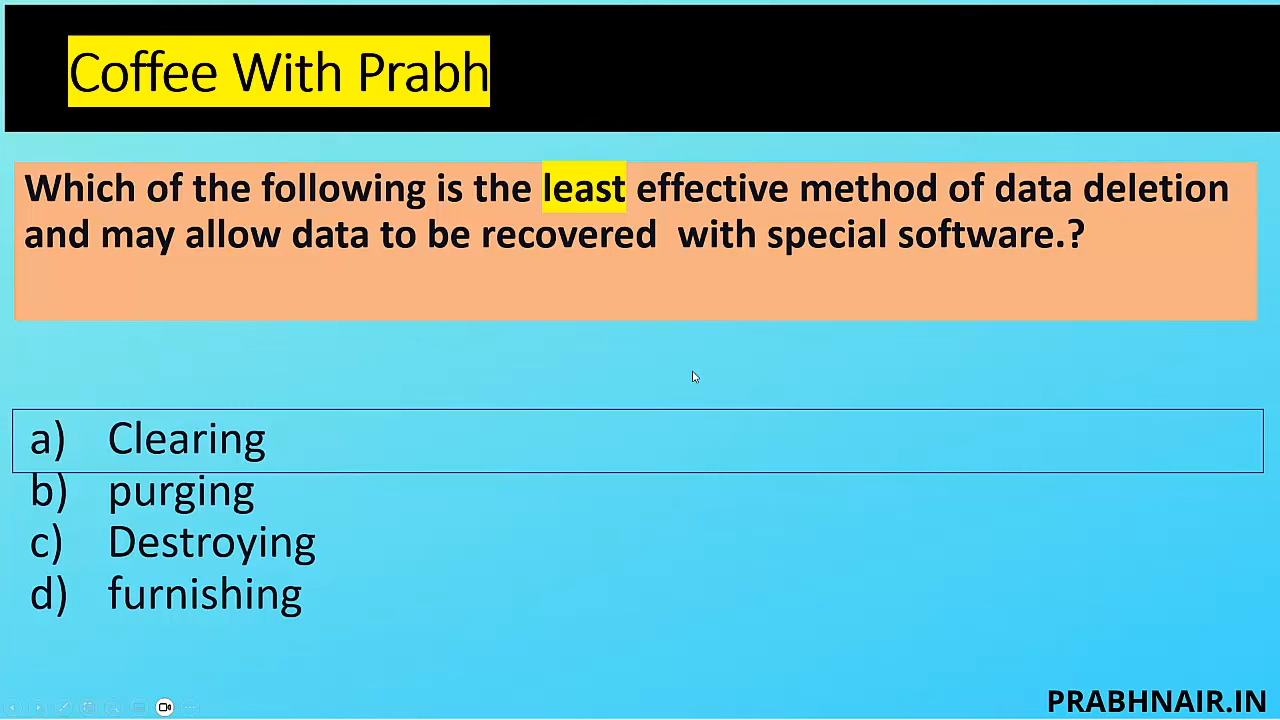 Coffee With Prabh
Which of the following is the least effective method of data deletion
and may allow data to be recovered with special software.?
a) Clearing
b) purging
c) Destroying
d) furnishing
PRABHNAIR.IN